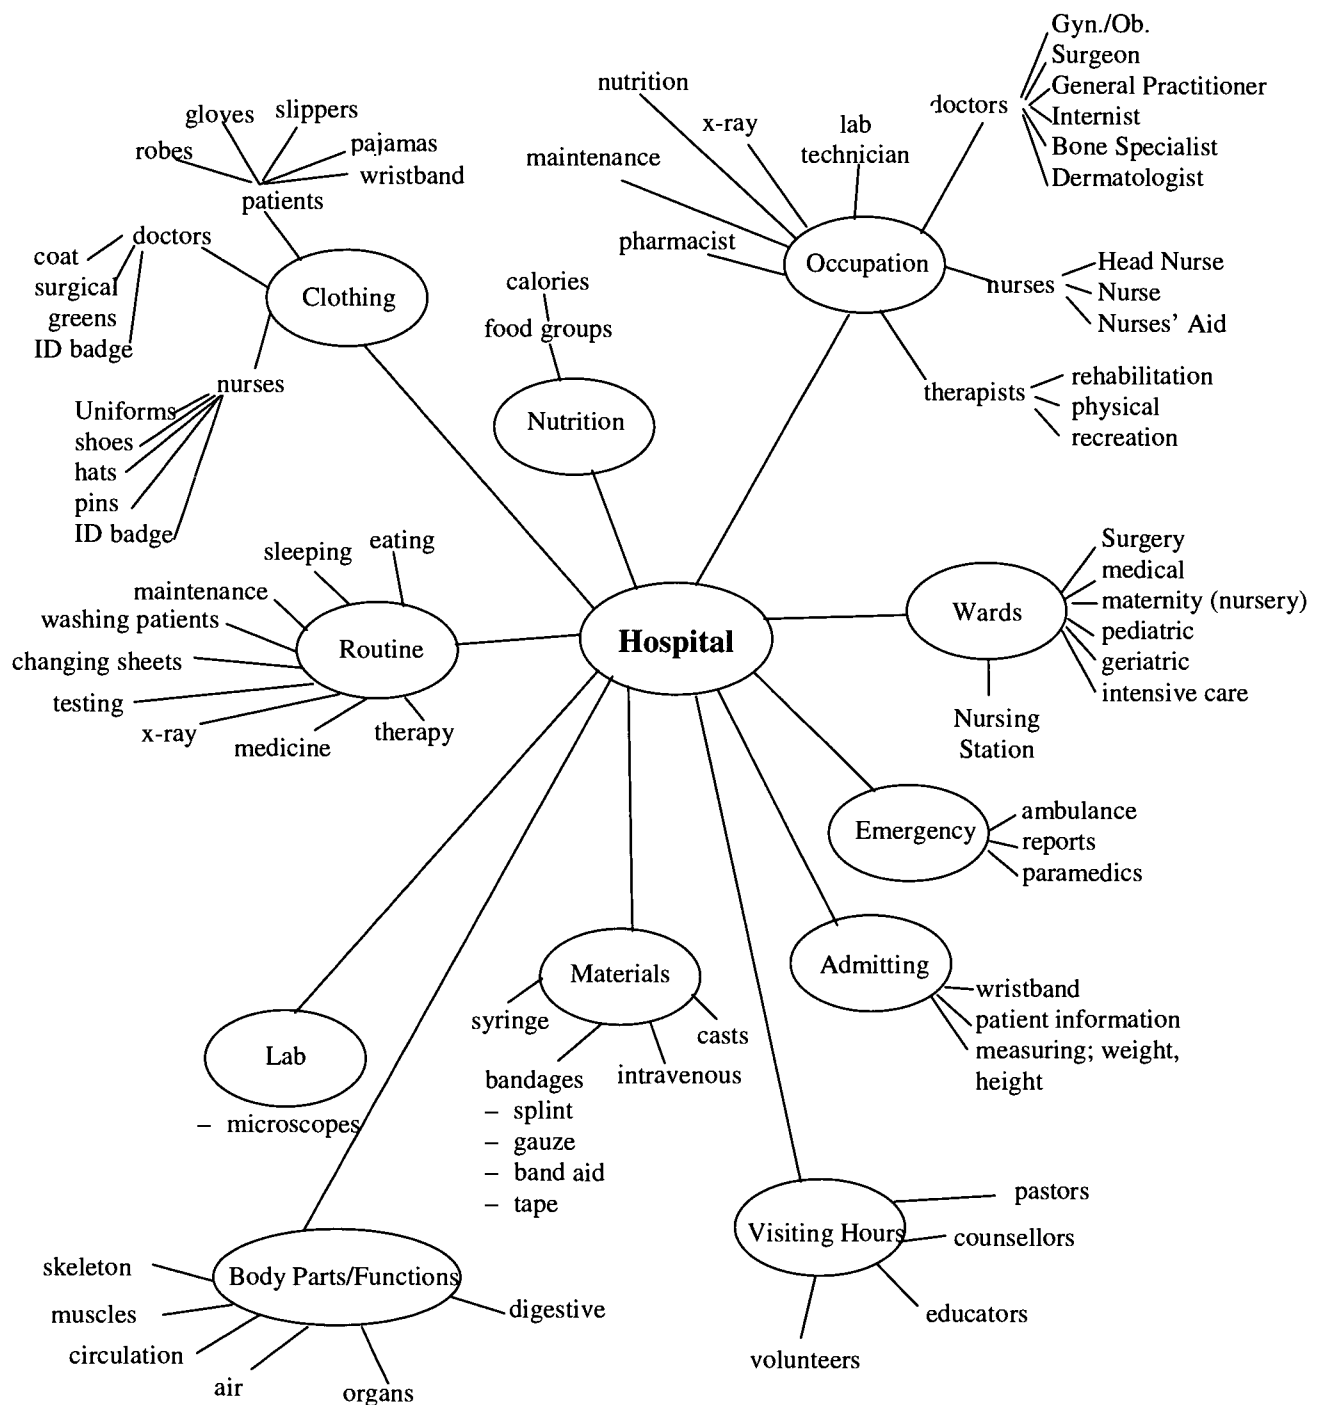 gloves
slippers
robes
pajamas
wristband
patients
doctors
coat
surgical
greens
ID badge
Clothing
nurses
Uniforms
shoes
hats
pins
ID badge
calories
food groups
Nutrition
nutrition
x-ray
lab
technician
maintenance
pharmacist
Occupation
doctors
Gyn./Ob.
Surgeon
General Practitioner
Internist
Bone Specialist
Dermatologist
nurses
Head Nurse
Nurse
Nurses' Aid
therapists
rehabilitation
physical
recreation
sleeping
eating
maintenance
washing patients
changing sheets
testing
x-ray
medicine
therapy
Routine
Hospital
Wards
Surgery
medical
maternity (nursery)
pediatric
geriatric
intensive care
Nursing
Station
Emergency
ambulance
reports
paramedics
Admitting
wristband
patient information
measuring; weight,
height
Materials
syringe
casts
intravenous
bandages
– splint
– gauze
– band aid
– tape
Lab
– microscopes
Visiting Hours
pastors
counsellors
educators
volunteers
Body Parts/Functions
skeleton
muscles
circulation
air
organs
digestive